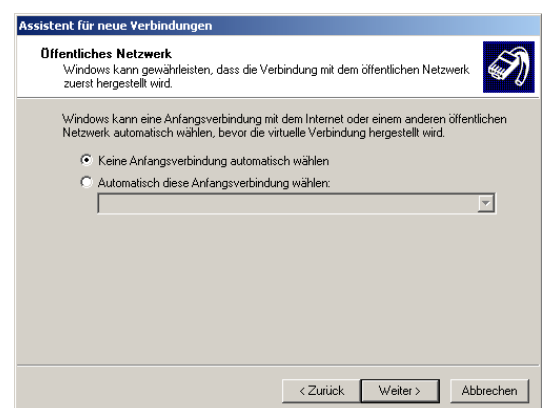 Assistent für neue Verbindungen
Öffentliches Netzwerk
Windows kann gewährleisten, dass die Verbindung mit dem öffentlichen Netzwerk
zuerst hergestellt wird.
Windows kann eine Anfangsverbindung mit dem Internet oder einem anderen öffentlichen
Netzwerk automatisch wählen, bevor die virtuelle Verbindung hergestellt wird.
Keine Anfangsverbindung automatisch wählen
Automatisch diese Anfangsverbindung wählen:
< Zurück Weiter > Abbrechen